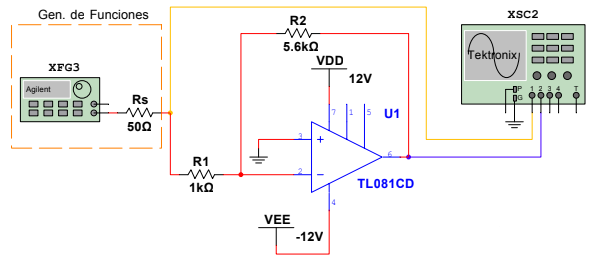 Gen. de Funciones
XFG3
Agilent
Rs
50Ω
R1
1kΩ
R2
5.6kΩ
VDD
12V
U1
3
2
7
1
5
6
4
TL081CD
VEE
-12V
XSC2
Tektronix
P
G
1 2 3 4 T